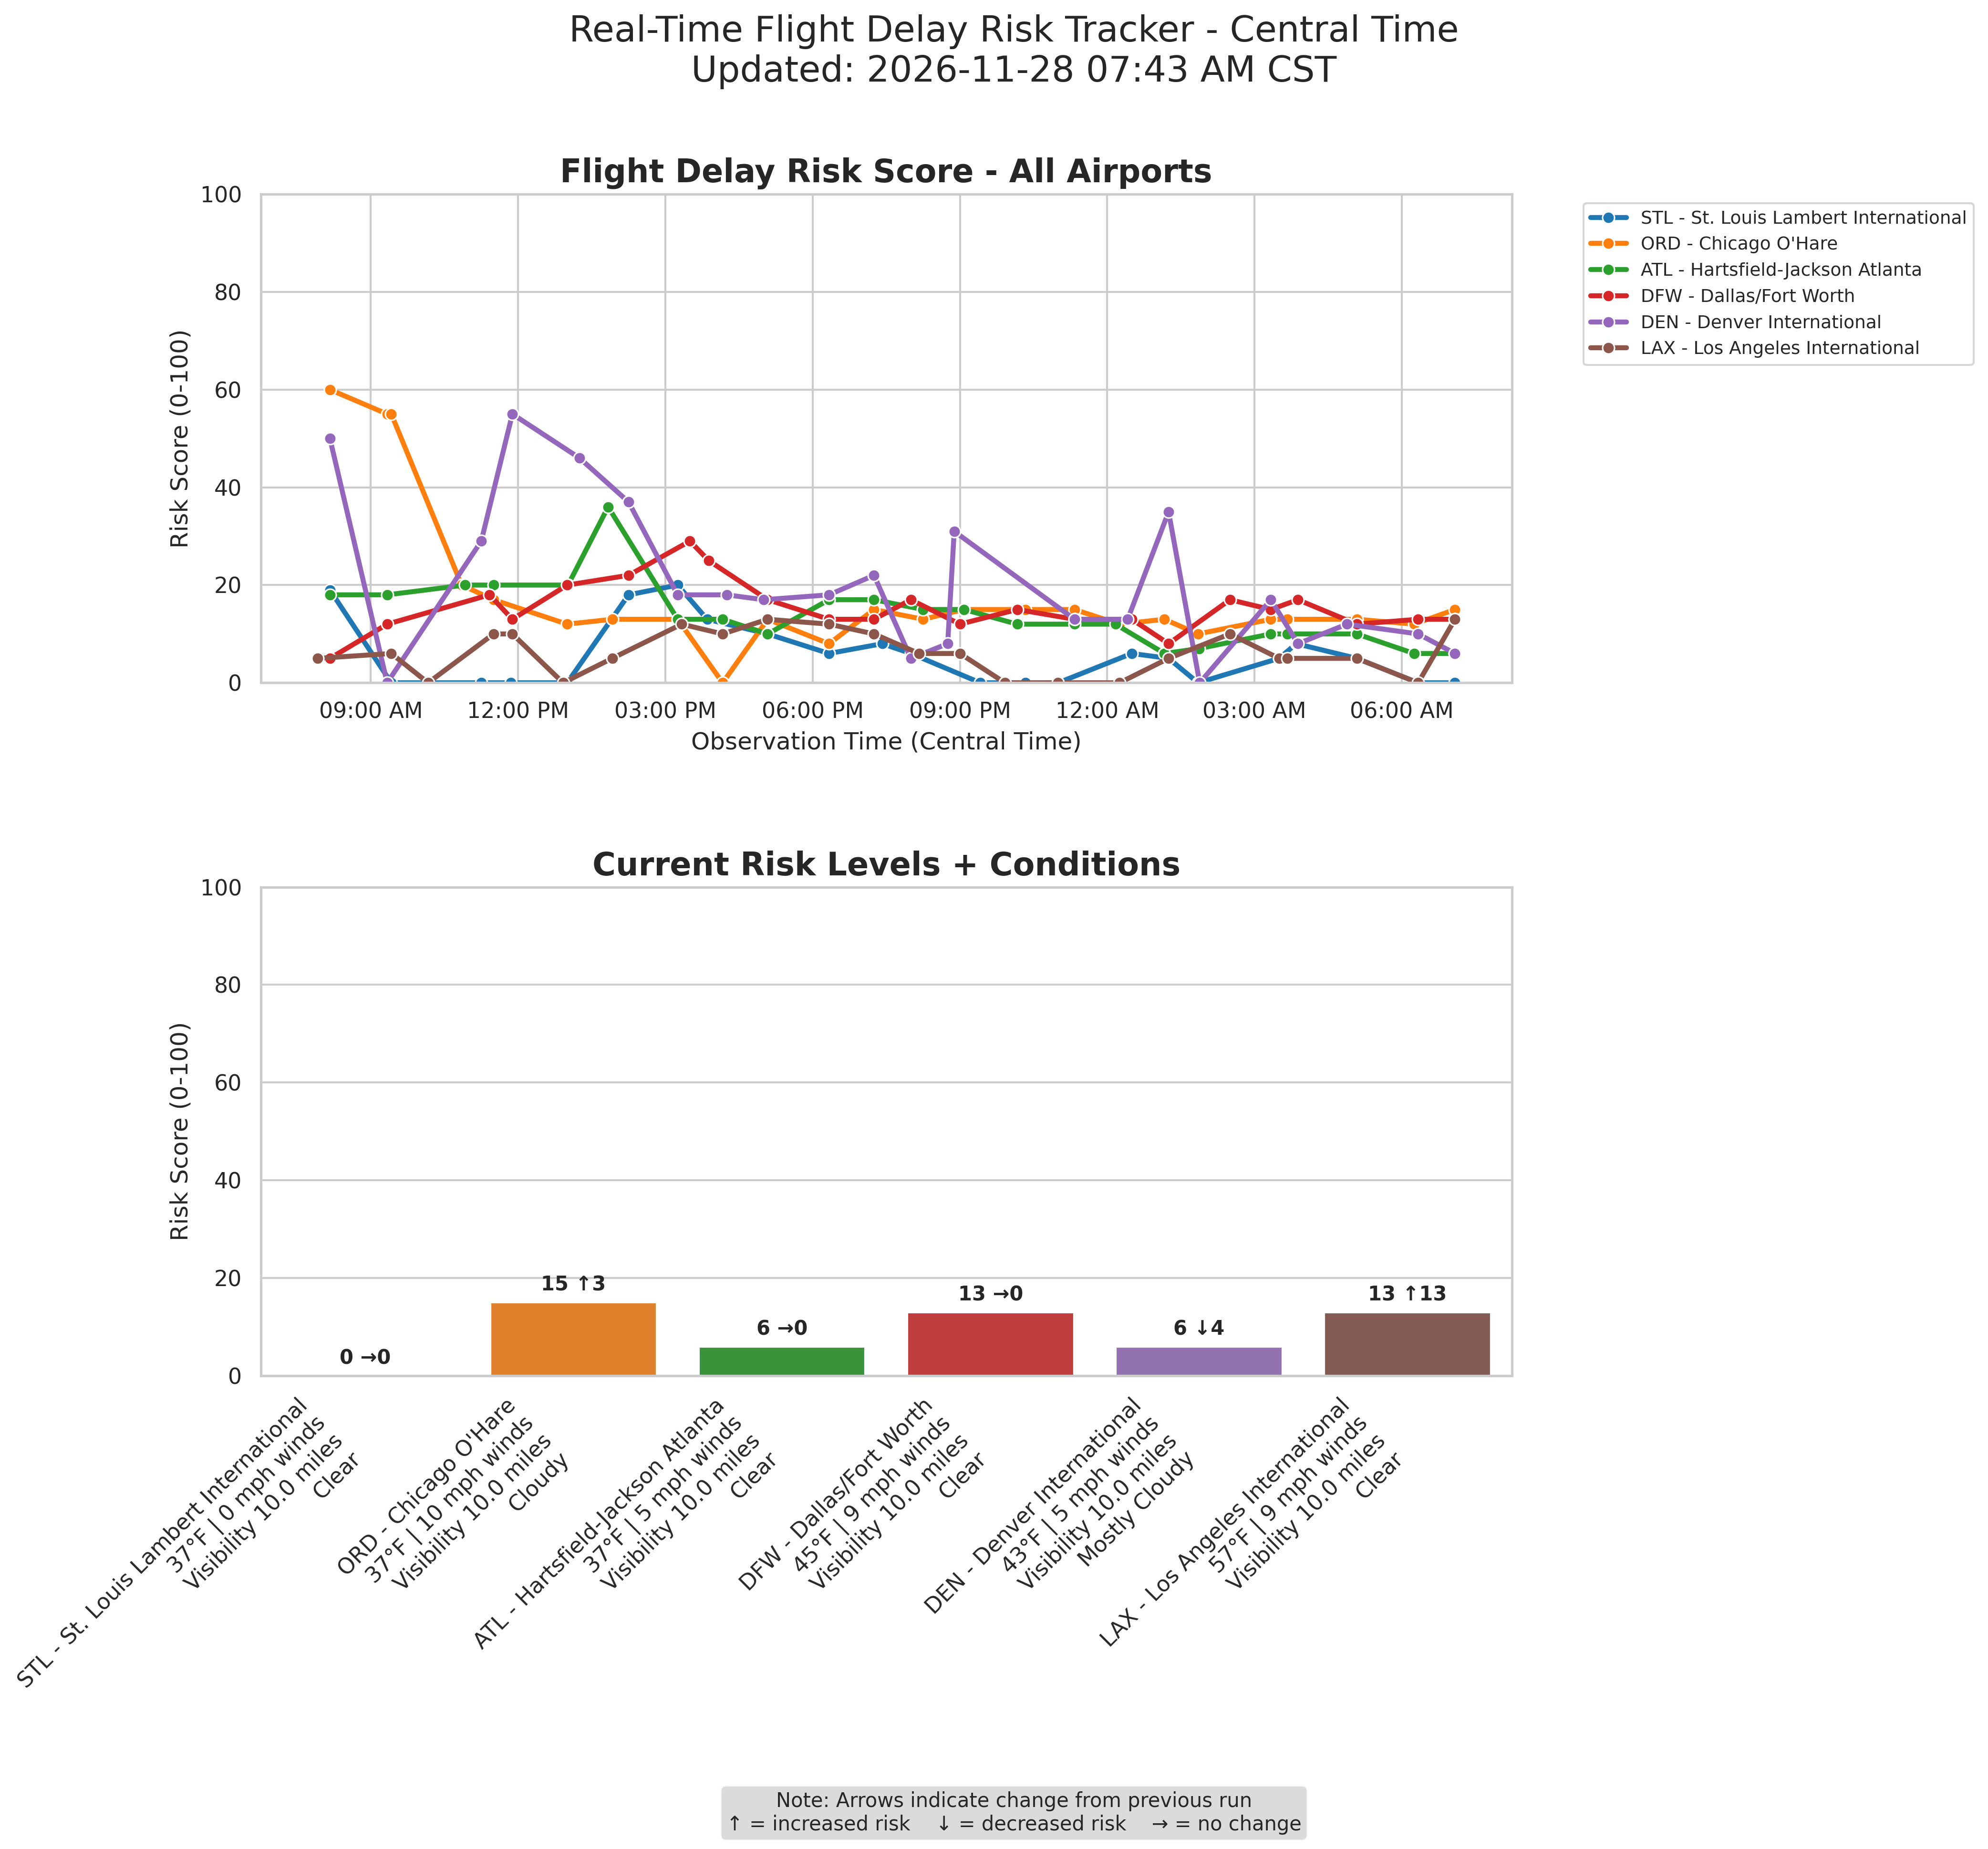 Real-Time Flight Delay Risk Tracker - Central Time
Updated: 2026-11-28 07:43 AM CST
Flight Delay Risk Score - All Airports
100
80
60
40
20
0
Risk Score (0-100)
09:00 AM
12:00 PM
03:00 PM
06:00 PM
09:00 PM
12:00 AM
03:00 AM
06:00 AM
Observation Time (Central Time)
STL - St. Louis Lambert International
ORD - Chicago O'Hare
ATL - Hartsfield-Jackson Atlanta
DFW - Dallas/Fort Worth
DEN - Denver International
LAX - Los Angeles International
Current Risk Levels + Conditions
100
80
60
40
20
0
Risk Score (0-100)
0 →0
15 ↑3
6 →0
13 →0
6 ↓4
13 ↑13
STL - St. Louis Lambert International
37°F | 0 mph winds
Visibility 10.0 miles
Clear
ORD - Chicago O'Hare
37°F | 10 mph winds
Visibility 10.0 miles
Cloudy
ATL - Hartsfield-Jackson Atlanta
37°F | 5 mph winds
Visibility 10.0 miles
Clear
DFW - Dallas/Fort Worth
45°F | 9 mph winds
Visibility 10.0 miles
Clear
DEN - Denver International
43°F | 5 mph winds
Visibility 10.0 miles
Mostly Cloudy
LAX - Los Angeles International
57°F | 9 mph winds
Visibility 10.0 miles
Clear
Note: Arrows indicate change from previous run
↑ = increased risk ↓ = decreased risk → = no change